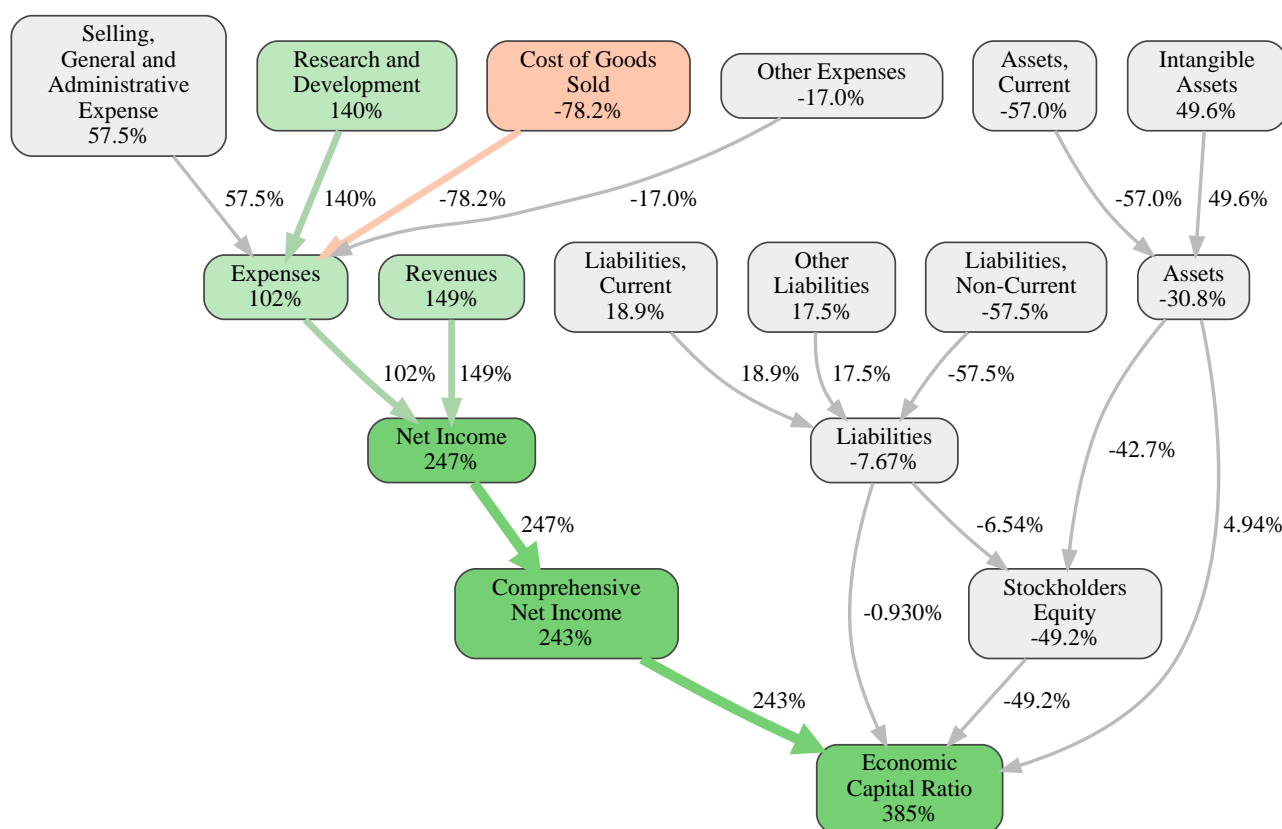 Selling,
General and
Administrative
Expense
57.5%
Research and
Development
140%
Cost of Goods
Sold
-78.2%
Other Expenses
-17.0%
Assets,
Current
-57.0%
Intangible
Assets
49.6%
57.5%
140%
-78.2%
-17.0%
-57.0%
49.6%
Expenses
102%
Revenues
149%
Liabilities,
Current
18.9%
Other
Liabilities
17.5%
Liabilities,
Non-Current
-57.5%
Assets
-30.8%
102%
149%
18.9%
17.5%
-57.5%
Net Income
247%
Liabilities
-7.67%
-42.7%
247%
-6.54%
4.94%
Comprehensive
Net Income
243%
-0.930%
Stockholders
Equity
-49.2%
243%
-49.2%
Economic
Capital Ratio
385%